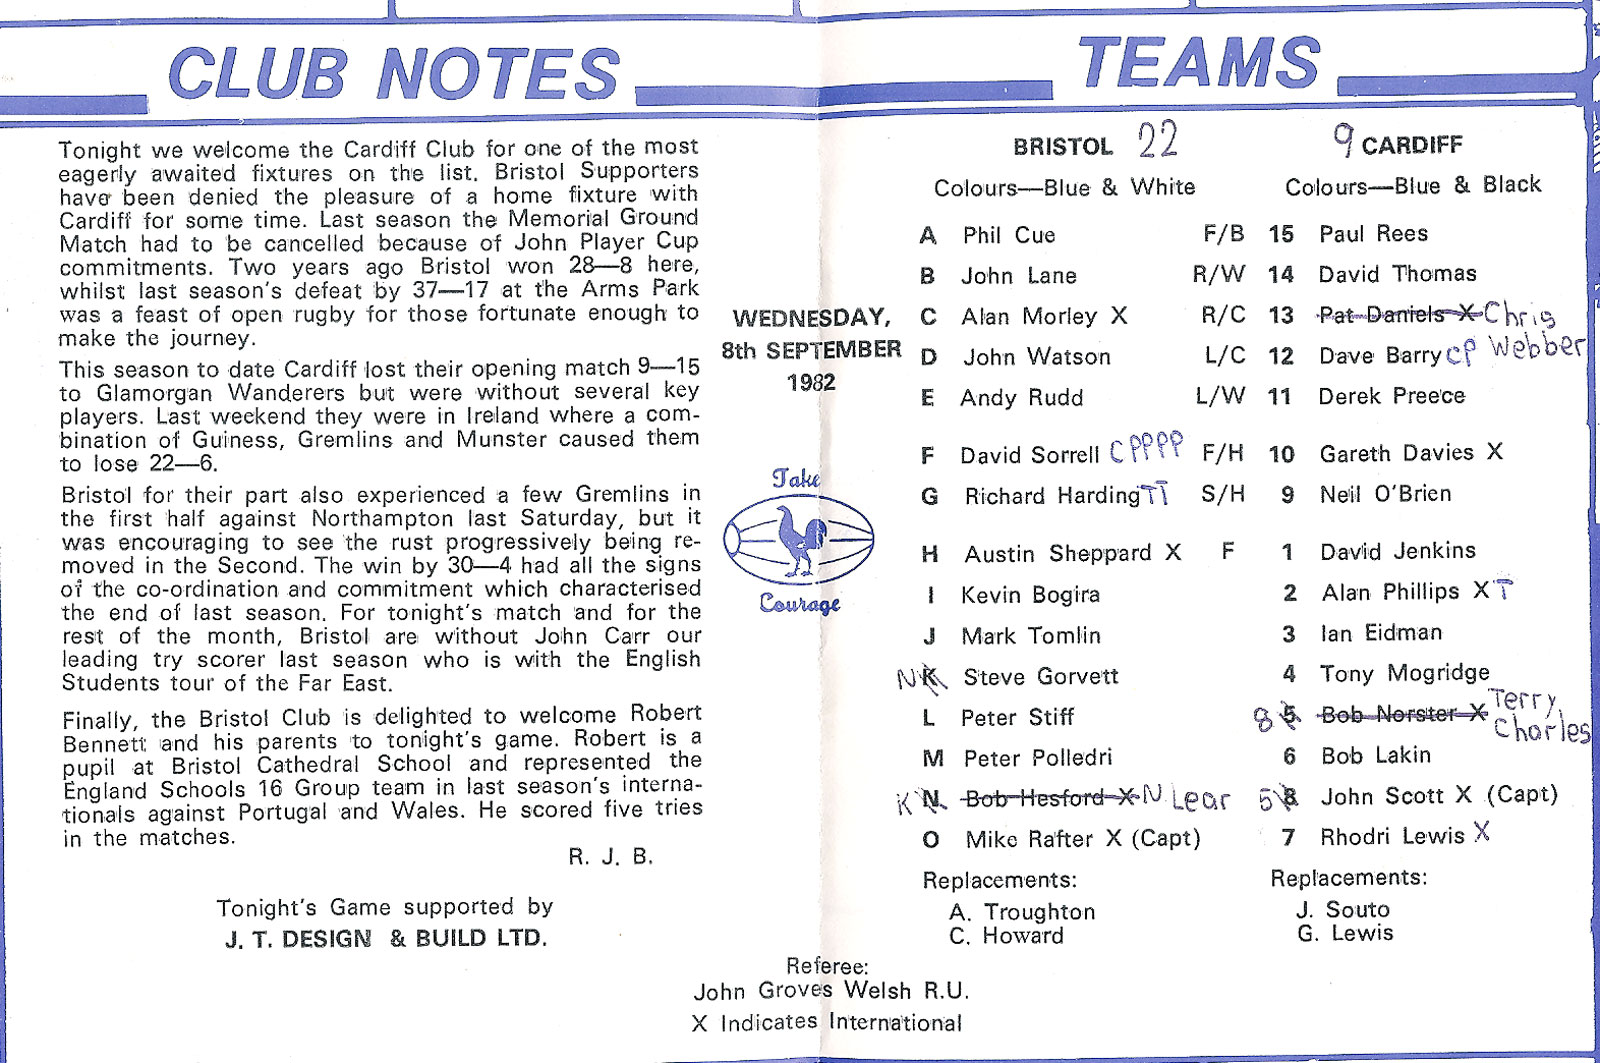 CLUB NOTES
Tonight we welcome the Cardiff Club for one of the most
eagerly awaited fixtures on the list. Bristol Supporters
have been denied the pleasure of a home fixture with
Cardiff for some time. Last season the Memorial Ground
Match had to be cancelled because of John Player Cup
commitments. Two years ago Bristol won 28—8 here,
whilst last season's defeat by 37—17 at the Arms Park
was a feast of open rugby for those fortunate enough to
make the journey.
This season to date Cardiff lost their opening match 9—15
to Glamorgan Wanderers but were without several key
players. Last weekend they were in Ireland where a com-
bination of Guiness, Gremlins and Munster caused them
to lose 22—6.
Bristol for their part also experienced a few Gremlins in
the first half against Northampton last Saturday, but it
was encouraging to see the rust progressively being re-
moved in the Second. The win by 30—4 had all the signs
of the co-ordination and commitment which characterised
the end of last season. For tonight's match and for the
rest of the month, Bristol are without John Carr our
leading try scorer last season who is with the English
Students tour of the Far East.
Finally, the Bristol Club is delighted to welcome Robert
Bennett and his parents to tonight's game. Robert is a
pupil at Bristol Cathedral School and represented the
England Schools 16 Group team in last season's interna-
tionals against Portugal and Wales. He scored five tries
in the matches.
R. J. B.
Tonight's Game supported by
J. T. DESIGN & BUILD LTD.
WEDNESDAY,
8th SEPTEMBER
1982
Take
Courage
TEAMS
BRISTOL 22 9 CARDIFF
Colours—Blue & White Colours—Blue & Black
A Phil Cue F/B 15 Paul Rees
B John Lane R/W 14 David Thomas
C Alan Morley X R/C 13 Pat Daniels X Chris
D John Watson L/C 12 Dave Barry CP Webber
E Andy Rudd L/W 11 Derek Preece
F David Sorrell CPPPP F/H 10 Gareth Davies X
G Richard Harding TT S/H 9 Neil O'Brien
H Austin Sheppard X F 1 David Jenkins
I Kevin Bogira 2 Alan Phillips X T
J Mark Tomlin 3 Ian Eidman
N K Steve Gorvett 4 Tony Mogridge
L Peter Stiff 8 5 Bob Norster X Terry Charles
M Peter Polledri 6 Bob Lakin
K N Bob Hesford X N Lear 5 8 John Scott X (Capt)
O Mike Rafter X (Capt) 7 Rhodri Lewis X
Replacements: Replacements:
A. Troughton J. Souto
C. Howard G. Lewis
Referee:
John Groves Welsh R.U.
X Indicates International